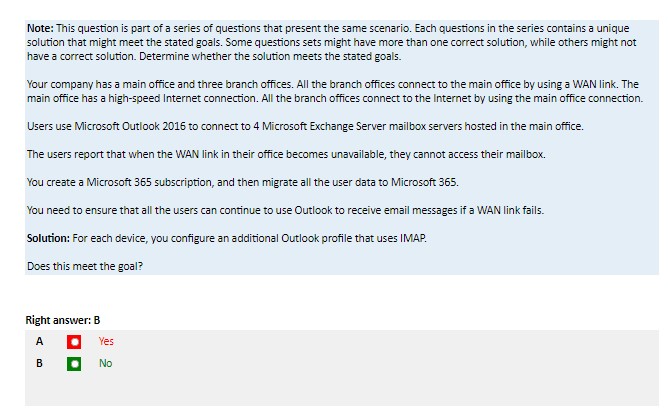 Note: This question is part of a series of questions that present the same scenario. Each questions in the series contains a unique
solution that might meet the stated goals. Some questions sets might have more than one correct solution, while others might not
have a correct solution. Determine whether the solution meets the stated goals.
Your company has a main office and three branch offices. All the branch offices connect to the main office by using a WAN link. The
main office has a high-speed Internet connection. All the branch offices connect to the Internet by using the main office connection.
Users use Microsoft Outlook 2016 to connect to 4 Microsoft Exchange Server mailbox servers hosted in the main office.
The users report that when the WAN link in their office becomes unavailable, they cannot access their mailbox.
You create a Microsoft 365 subscription, and then migrate all the user data to Microsoft 365.
You need to ensure that all the users can continue to use Outlook to receive email messages if a WAN link fails.
Solution: For each device, you configure an additional Outlook profile that uses IMAP.
Does this meet the goal?
Right answer: B
A Yes
B No